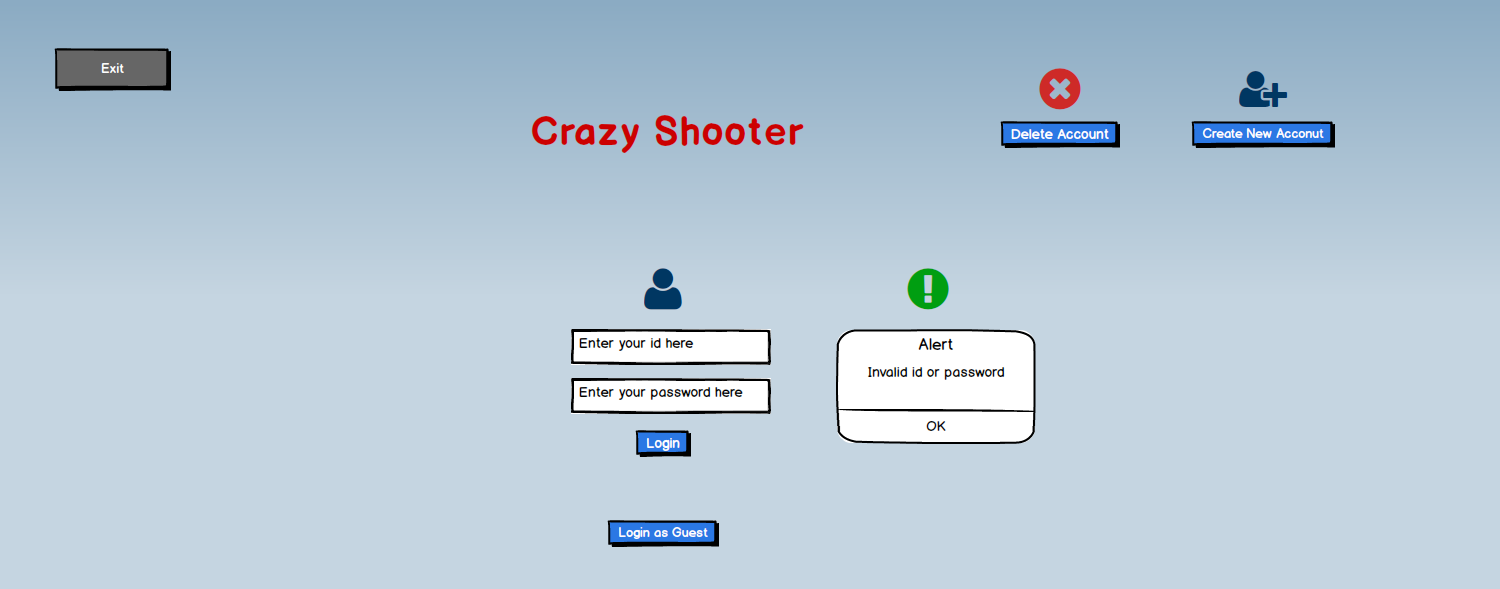 Exit
Crazy Shooter
Delete Account
Create New Acconut
Enter your id here
Enter your password here
Login
Login as Guest
Alert
Invalid id or password
OK